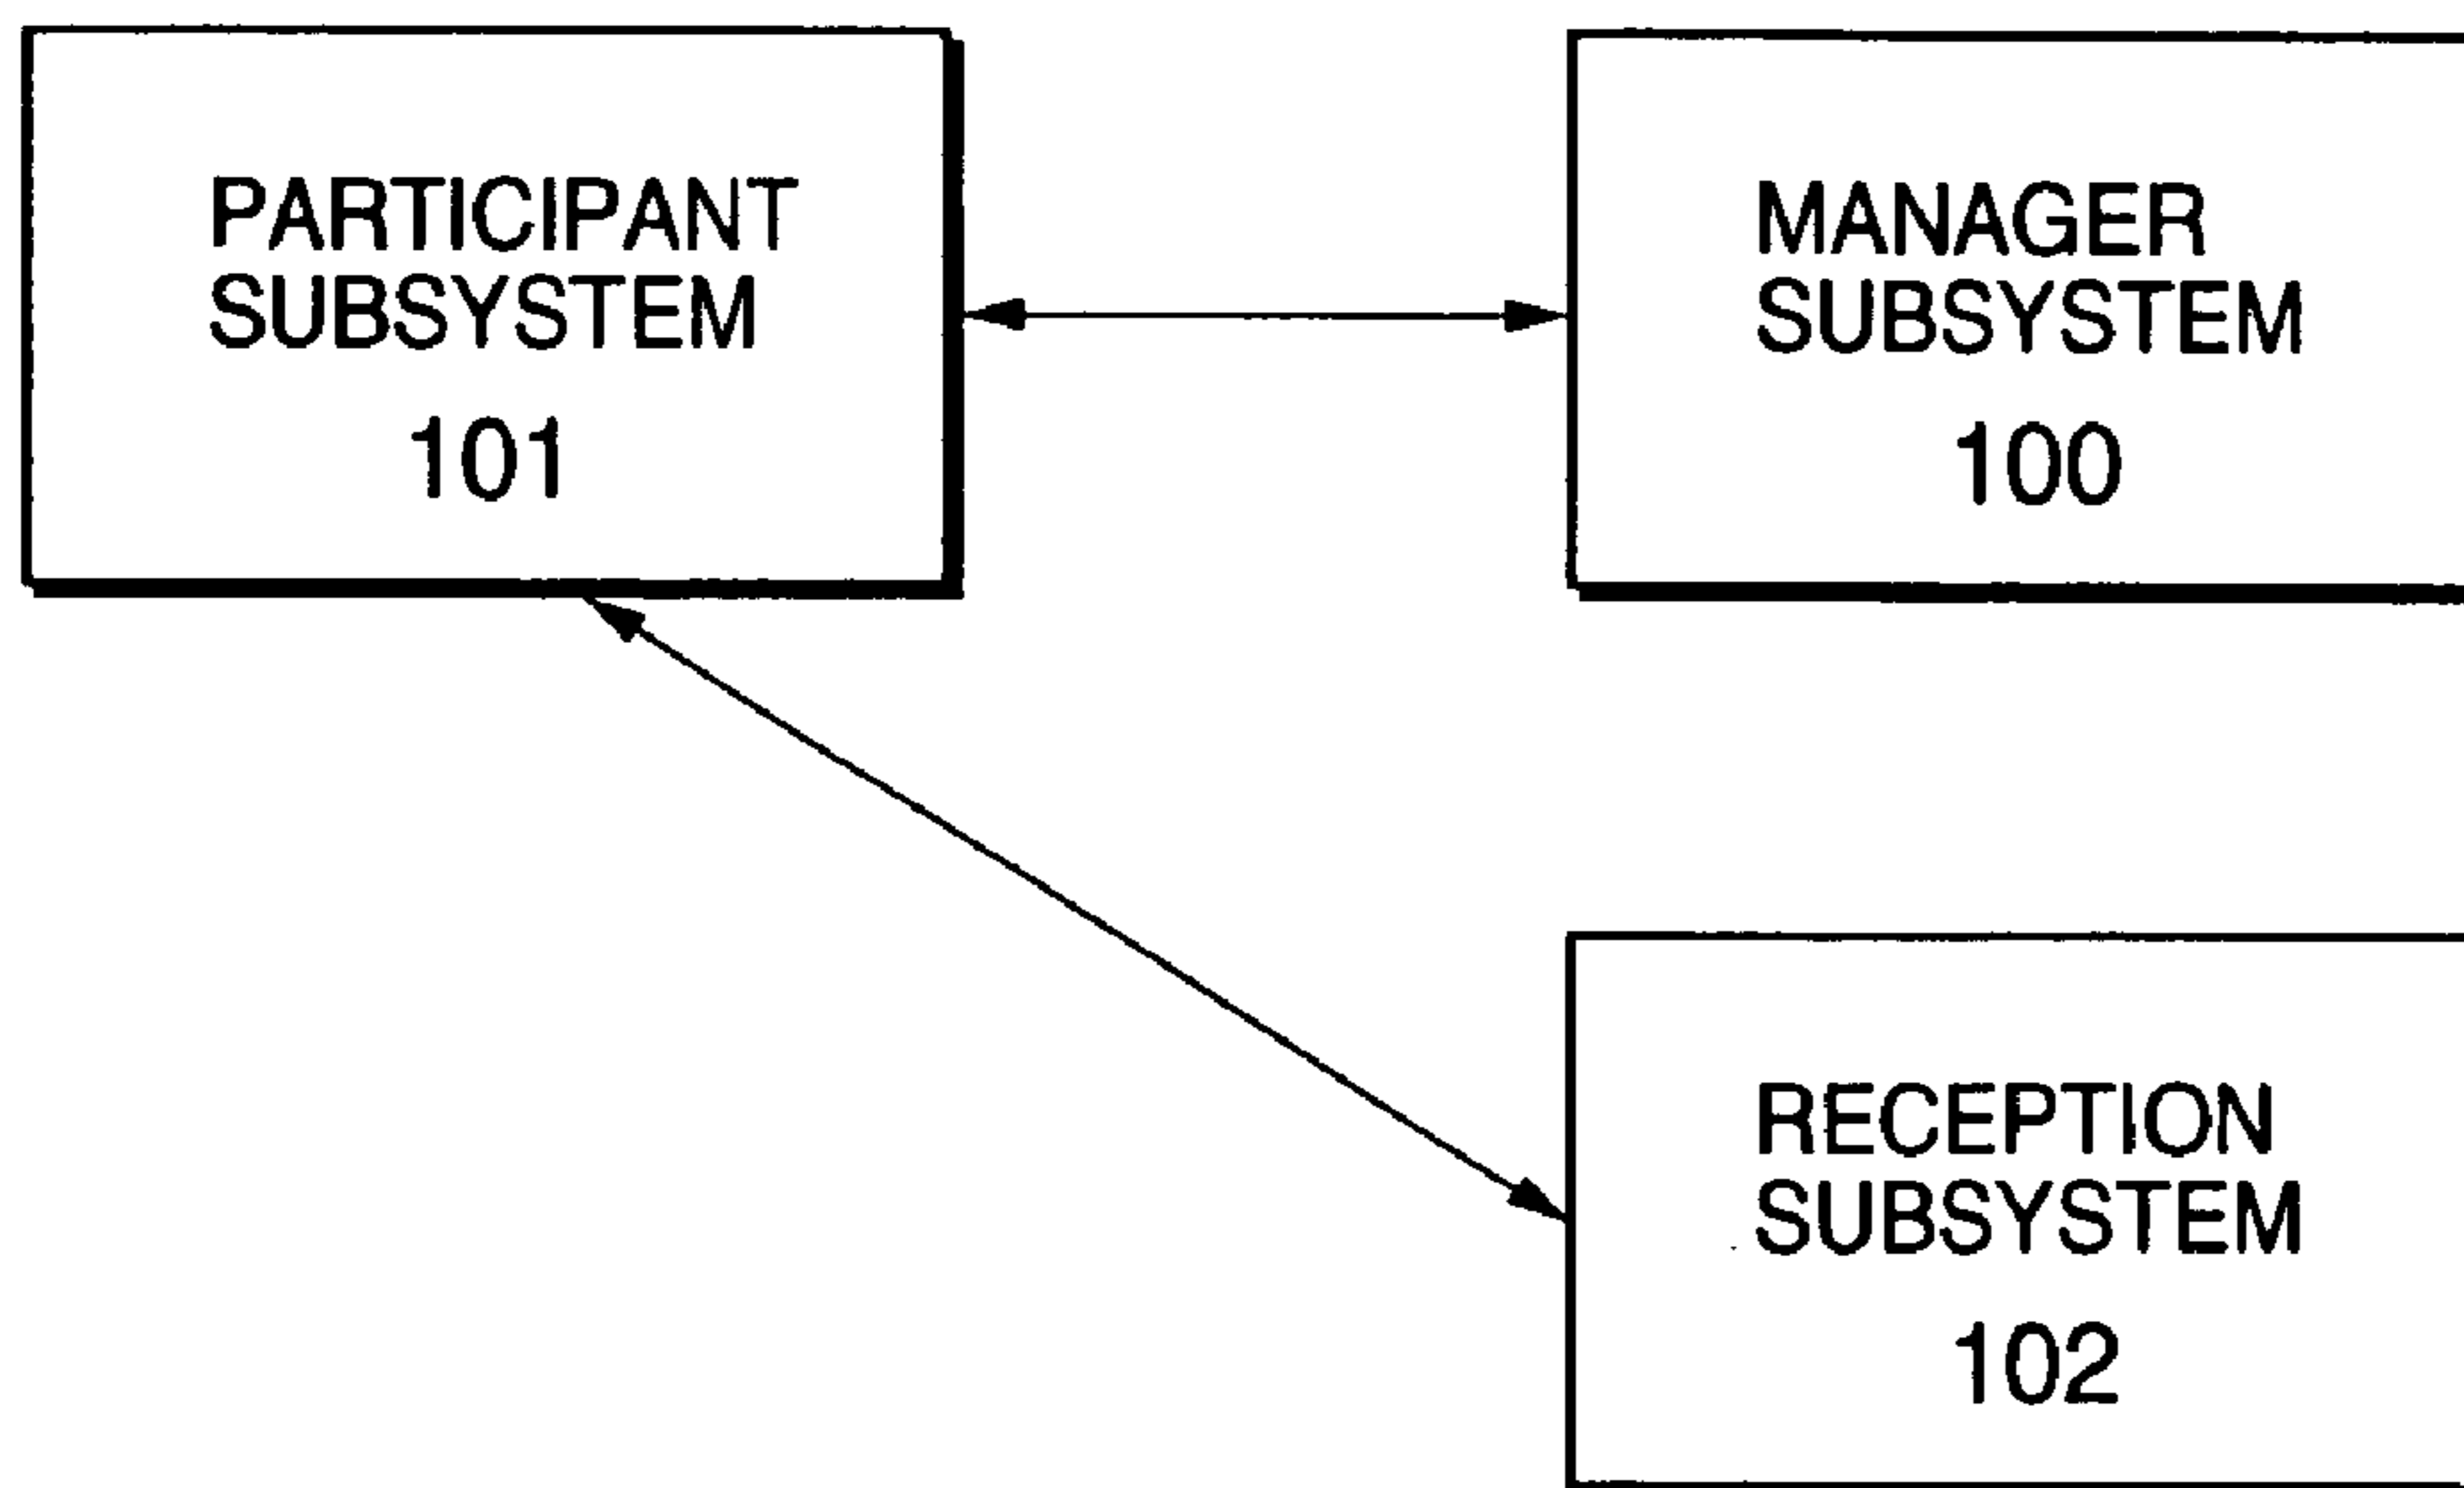 PARTICIPANT
SUBSYSTEM
101
MANAGER
SUBSYSTEM
100
RECEPTION
SUBSYSTEM
102